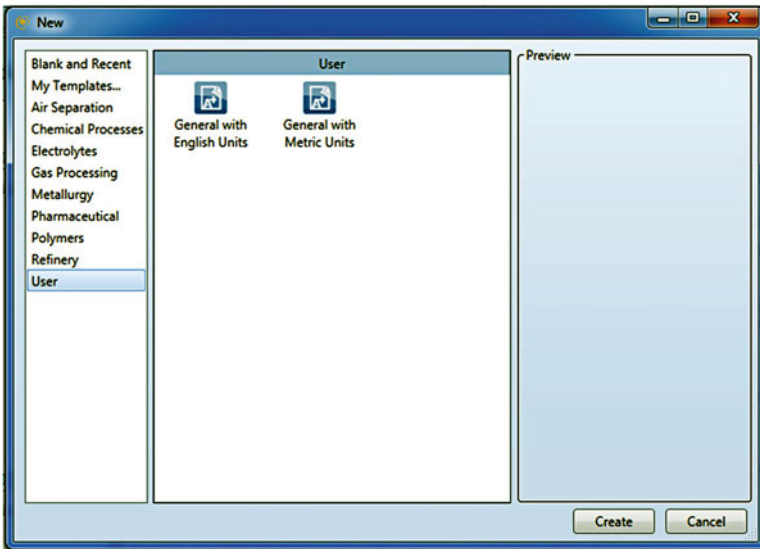 New
Blank and Recent
My Templates...
Air Separation
Chemical Processes
Electrolytes
Gas Processing
Metallurgy
Pharmaceutical
Polymers
Refinery
User
User
General with
English Units
General with
Metric Units
Preview
Create
Cancel